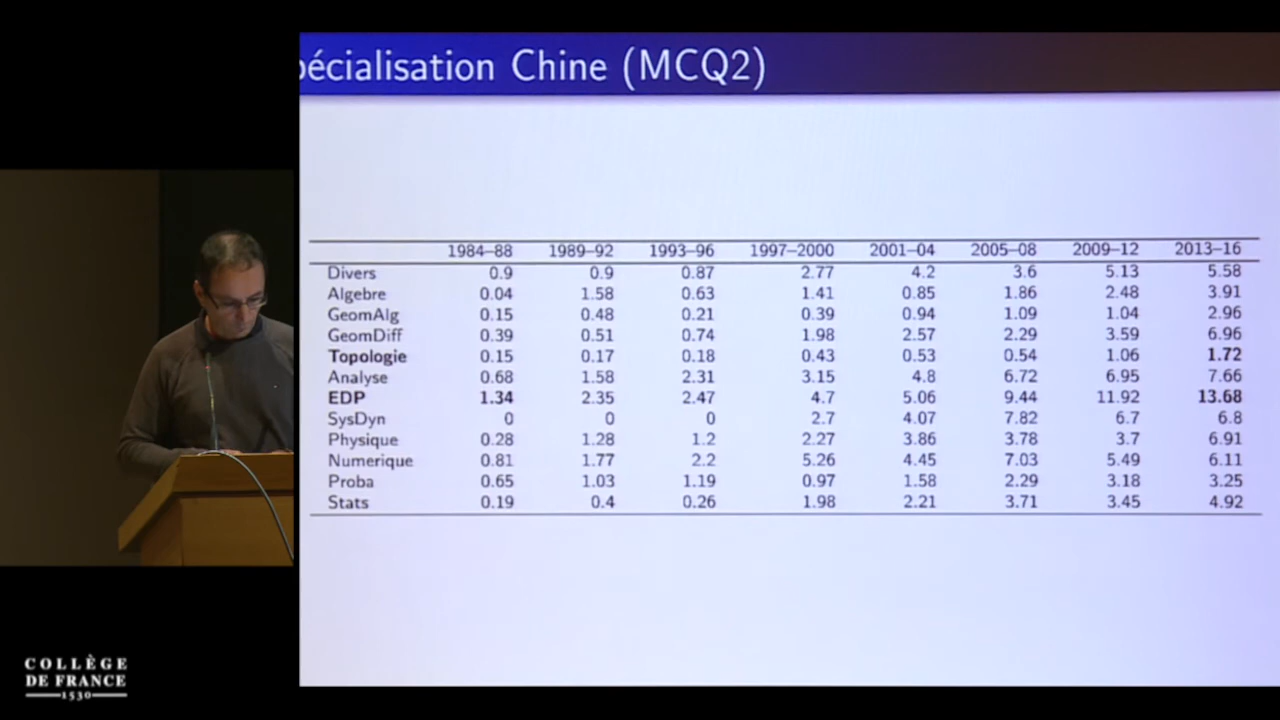 pécialisation Chine (MCQ2)
1984–88 1989–92 1993–96 1997–2000 2001–04 2005–08 2009–12 2013–16
Divers 0.9 0.9 0.87 2.77 4.2 3.6 5.13 5.58
Algebre 0.04 1.58 0.63 1.41 0.85 1.86 2.48 3.91
GeomAlg 0.15 0.48 0.21 0.39 0.94 1.09 1.04 2.96
GeomDiff 0.39 0.51 0.74 1.98 2.57 2.29 3.59 6.96
Topologie 0.15 0.17 0.18 0.43 0.53 0.54 1.06 1.72
Analyse 0.68 1.58 2.31 3.15 4.8 6.72 6.95 7.66
EDP 1.34 2.35 2.47 4.7 5.06 9.44 11.92 13.68
SysDyn 0 0 0 2.7 4.07 7.82 6.7 6.8
Physique 0.28 1.28 1.2 2.27 3.86 3.78 3.7 6.91
Numerique 0.81 1.77 2.2 5.26 4.45 7.03 5.49 6.11
Proba 0.65 1.03 1.19 0.97 1.58 2.29 3.18 3.25
Stats 0.19 0.4 0.26 1.98 2.21 3.71 3.45 4.92
COLLÈGE
DE FRANCE
1530